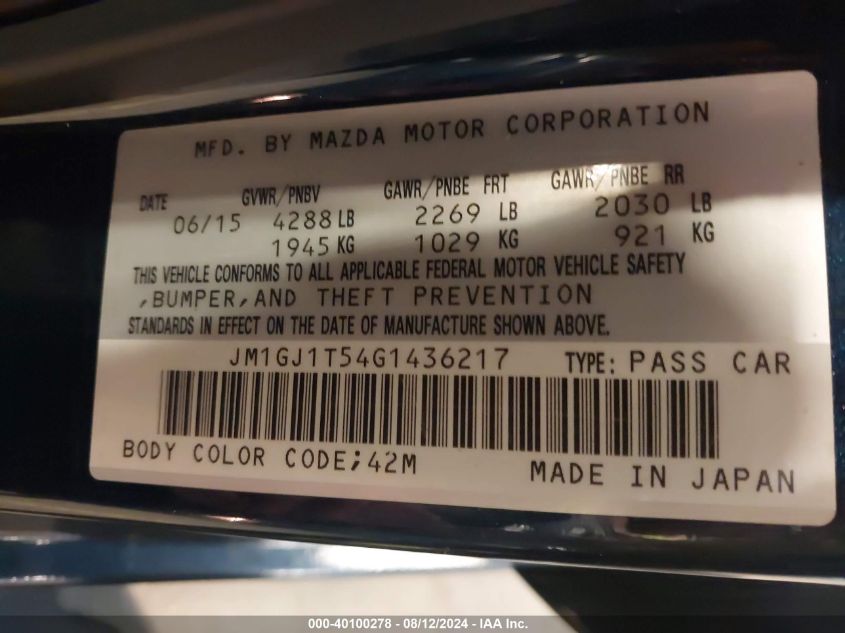 MFD. BY MAZDA MOTOR CORPORATION
DATE GVWR/PNBV GAWR/PNBE FRT GAWR/PNBE RR
06/15 4288 LB 2269 LB 2030 LB
1945 KG 1029 KG 921 KG
THIS VEHICLE CONFORMS TO ALL APPLICABLE FEDERAL MOTOR VEHICLE SAFETY
,BUMPER,AND THEFT PREVENTION
STANDARDS IN EFFECT ON THE DATE OF MANUFACTURE SHOWN ABOVE.
JM1GJ1T54G1436217 TYPE: PASS CAR
BODY COLOR CODE;42M MADE IN JAPAN
000-40100278 - 08/12/2024 - IAA Inc.